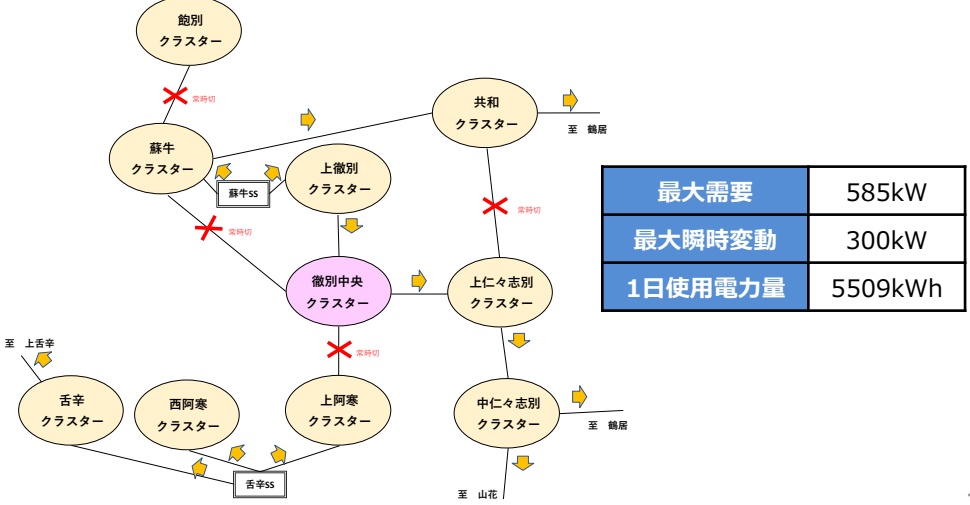 飽別
クラスター
常時切
共和
クラスター
至 鶴居
蘇牛
クラスター
上徹別
クラスター
蘇牛SS
常時切
常時切
徹別中央
クラスター
上仁々志別
クラスター
常時切
至 上舌辛
舌辛
クラスター
西阿寒
クラスター
上阿寒
クラスター
中仁々志別
クラスター
至 鶴居
舌辛SS
至 山花
最大需要 585kW
最大瞬時変動 300kW
1日使用電力量 5509kWh